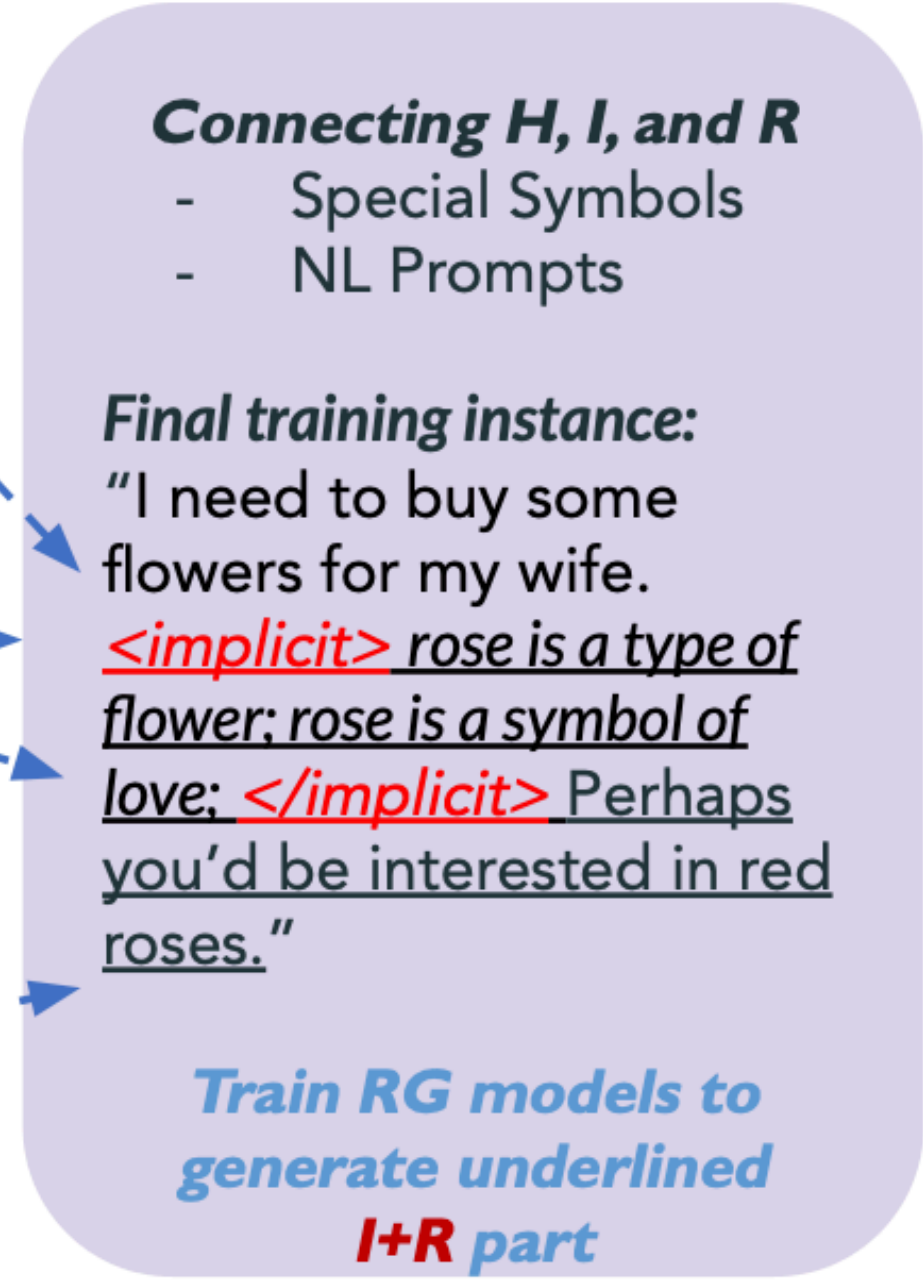 Connecting H, I, and R
- Special Symbols
- NL Prompts
Final training instance:
“I need to buy some
flowers for my wife.
<implicit> rose is a type of
flower; rose is a symbol of
love; </implicit> Perhaps
you’d be interested in red
roses.”
Train RG models to
generate underlined
I+R part